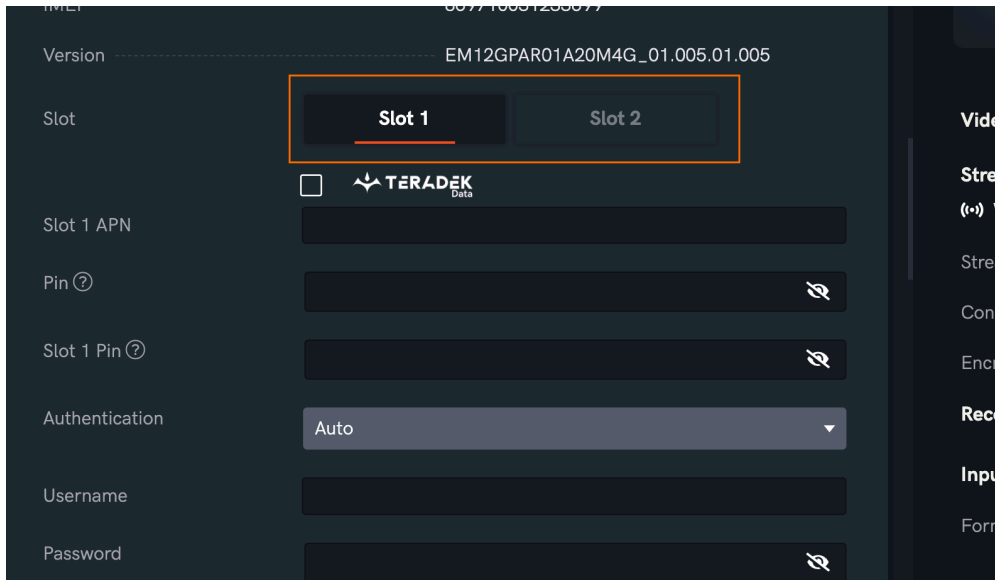 Version EM12GPAR01A20M4G_01.005.01.005
Slot Slot 1 Slot 2
TERADEK
Data
Slot 1 APN
Pin ?
Slot 1 Pin ?
Authentication Auto
Username
Password